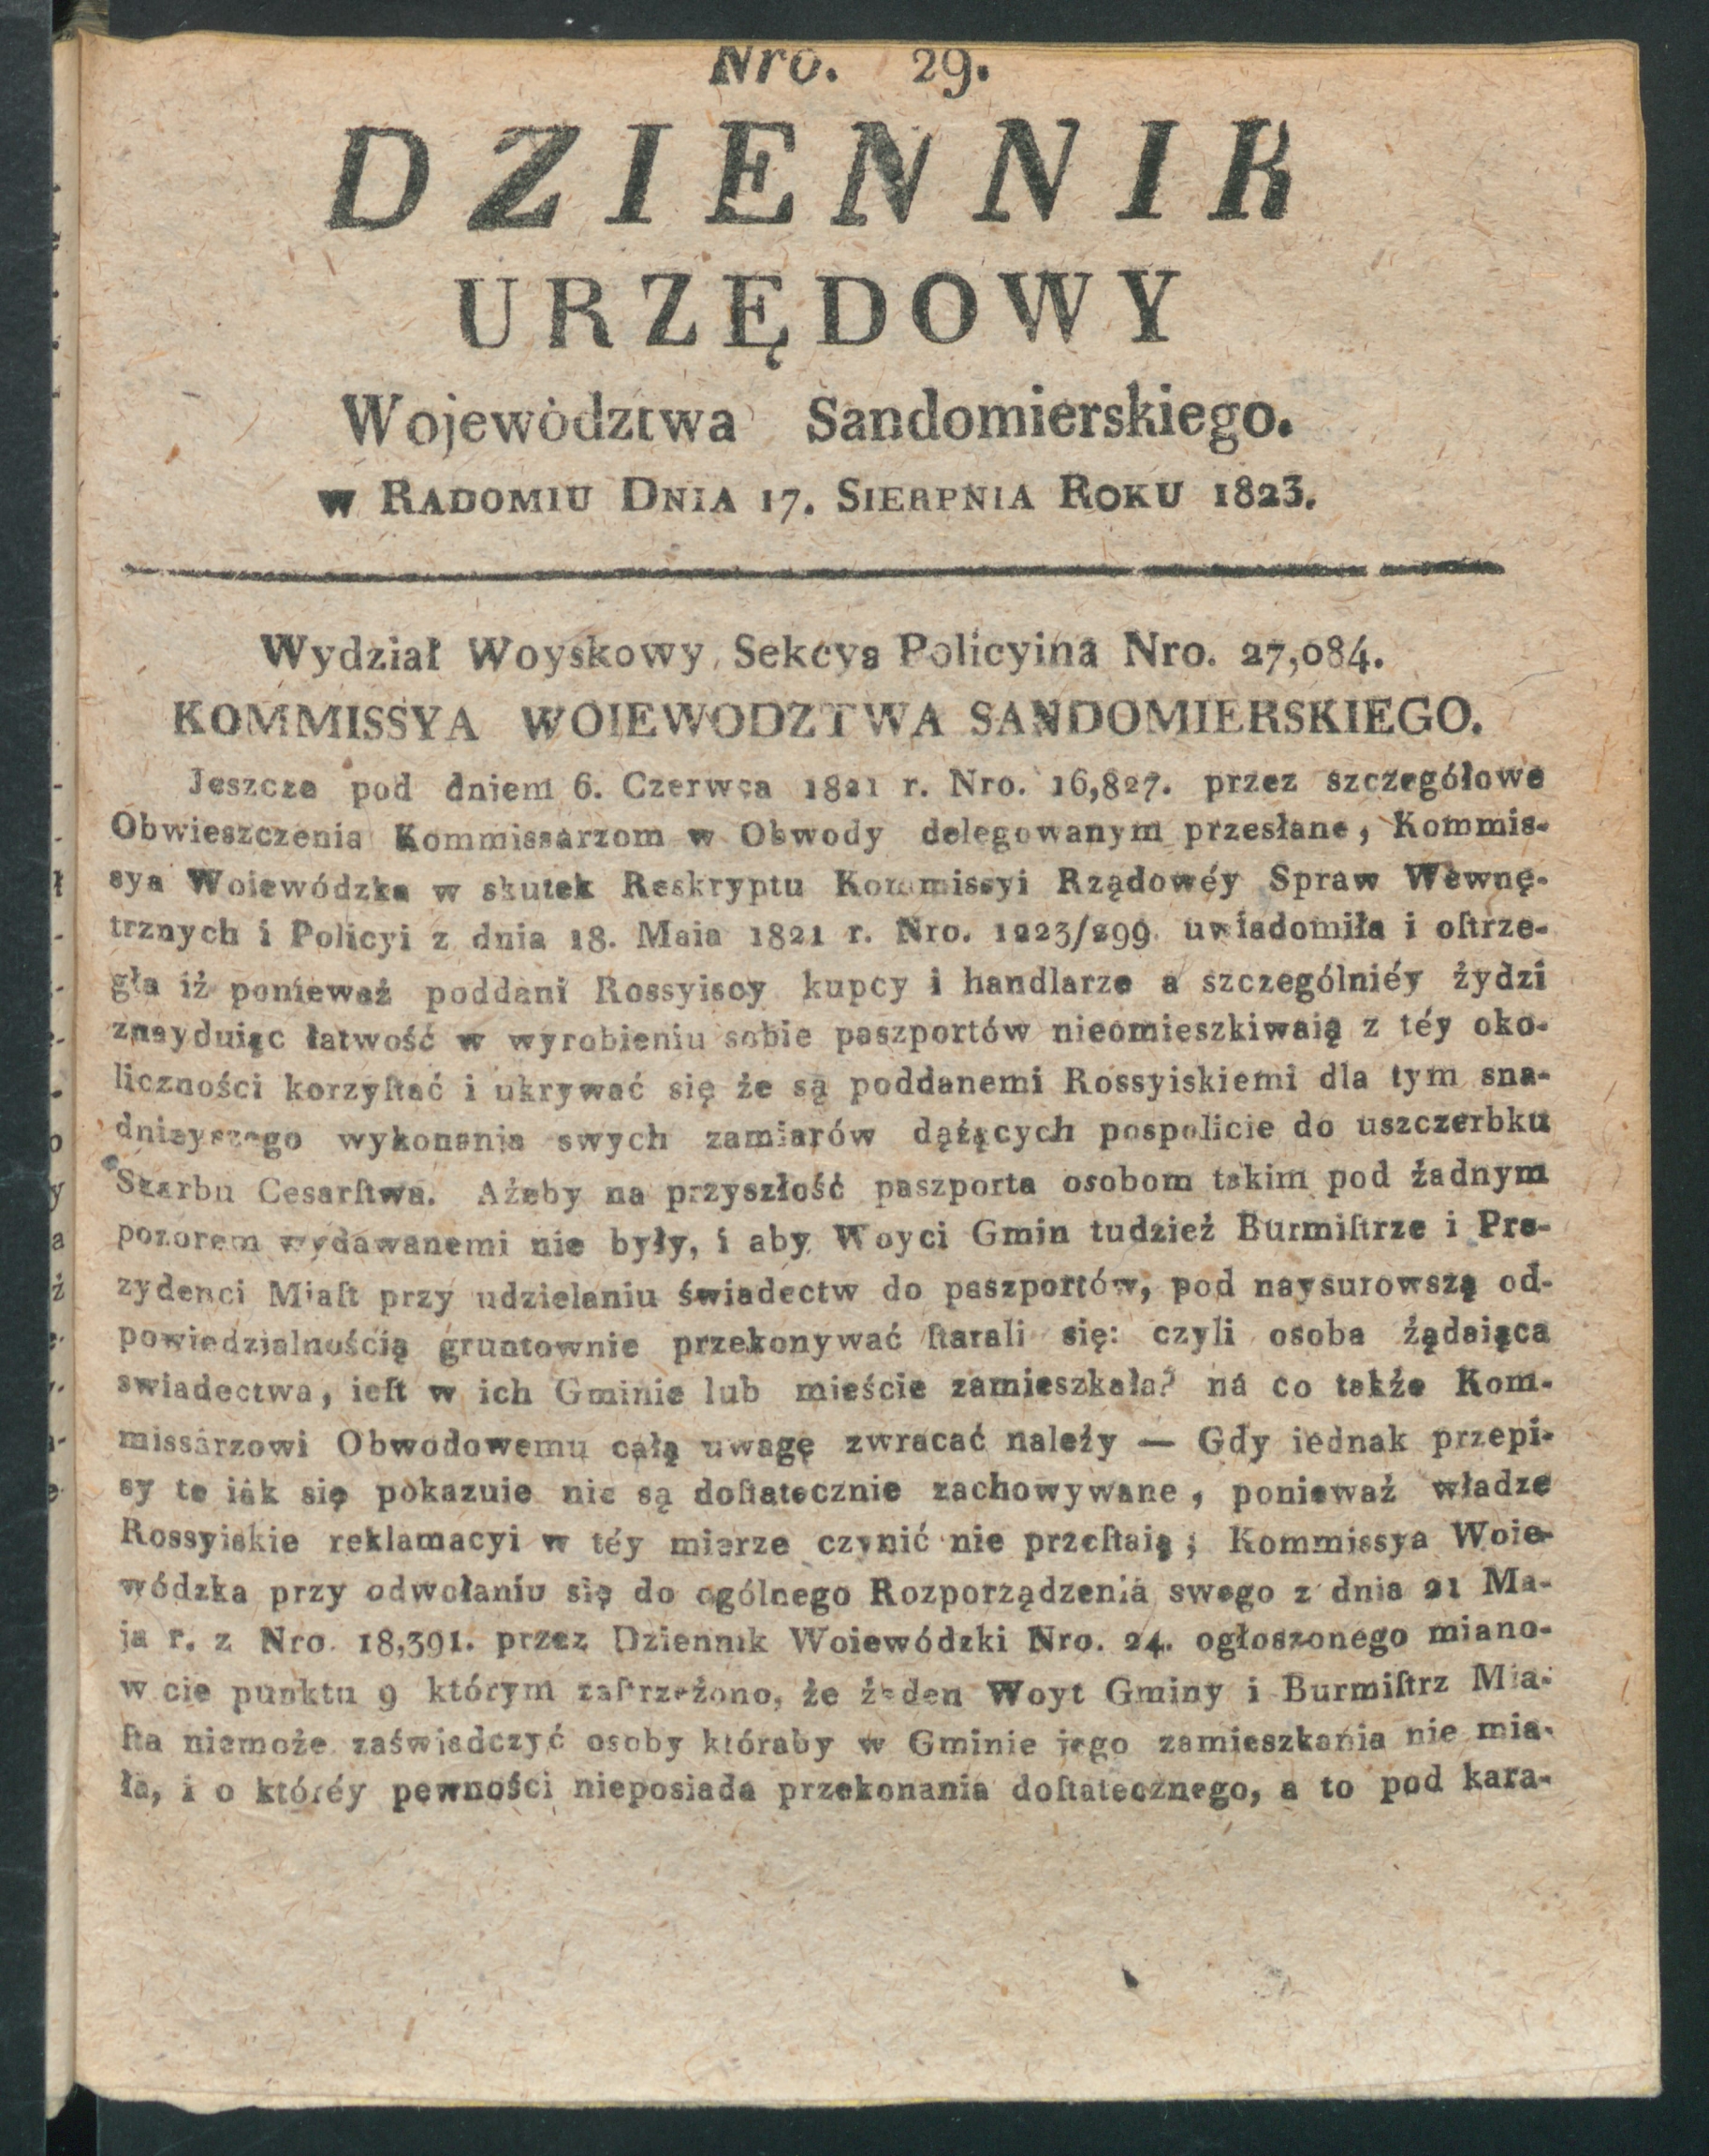 Nro. 29.
DZIENNIK
URZĘDOWY
Wojewòdztwa Sandomierskiego.
w RADOMIU DNIA 17. SIERPNIA ROKU 1823.
Wydział Woyskowy, Sekcya Policyina Nro. 27,084.
KOMMISSYA WOIEWODZTWA SANDOMIERSKIEGO.
Jeszcze pod dniem 6. Czerwca 1821 r. Nro. 16,827. przez szczegółowe
Obwieszczenia Kommissarzom w Obwody delegowanym przesłane, Kommis-
sya Woiewódzka w skutek Reskryptu Kommissyi Rządowéy Spraw Wewnę-
trznych i Policyi z dnia 18. Maia 1821 r. Nro. 1223/299. uwiadomiła i oſtrze-
gła iż ponieważ poddani Rossyiscy kupcy i handlarze a szczególniéy żydzi
znayduiąc łatwość w wyrobieniu sobie paszportów nieomieszkiwaią z téy oko-
liczności korzyſtać i ukrywać się że są poddanemi Rossyiskiemi dla tym sna-
dnieyszego wykonania swych zamiarów dążących pospolicie do uszczerbku
Skarbu Cesarſtwa. Ażeby na przyszłość paszporta osobom takim pod żadnym
pozorem wydawanemi nie były, i aby Woyci Gmin tudzież Burmiſtrze i Pre-
zydenci Miaſt przy udzielaniu świadectw do paszportów, pod naysurowszą od-
powiedzialnością gruntownie przekonywać ſtarali się: czyli osoba żądaiąca
swiadectwa, ieſt w ich Gminie lub mieście zamieszkała? ná co także Kom-
missarzowi Obwodowemu całą uwagę zwracać należy — Gdy iednak przepi-
sy te iak się pokazuie nie są doſtatecznie zachowywane, ponieważ władze
Rossyiskie reklamacyi w téy mierze czynić nie przeſtaią; Kommissya Woie-
wódzka przy odwołaniu się do ogólnego Rozporządzenia swego z dnia 21 Ma-
ja r. z Nro. 18,391. przez Dziennik Woiewódzki Nro. 24. ogłoszonego miano-
wicie punktu 9 którym zaſtrzeżono, że żaden Woyt Gminy i Burmiſtrz Mia-
ſta niemoże zaświadczyć osoby któraby w Gminie jego zamieszkania nie mia-
ła, i o któréy pewności nieposiada przekonania doſtatecznego, a to pod kara-